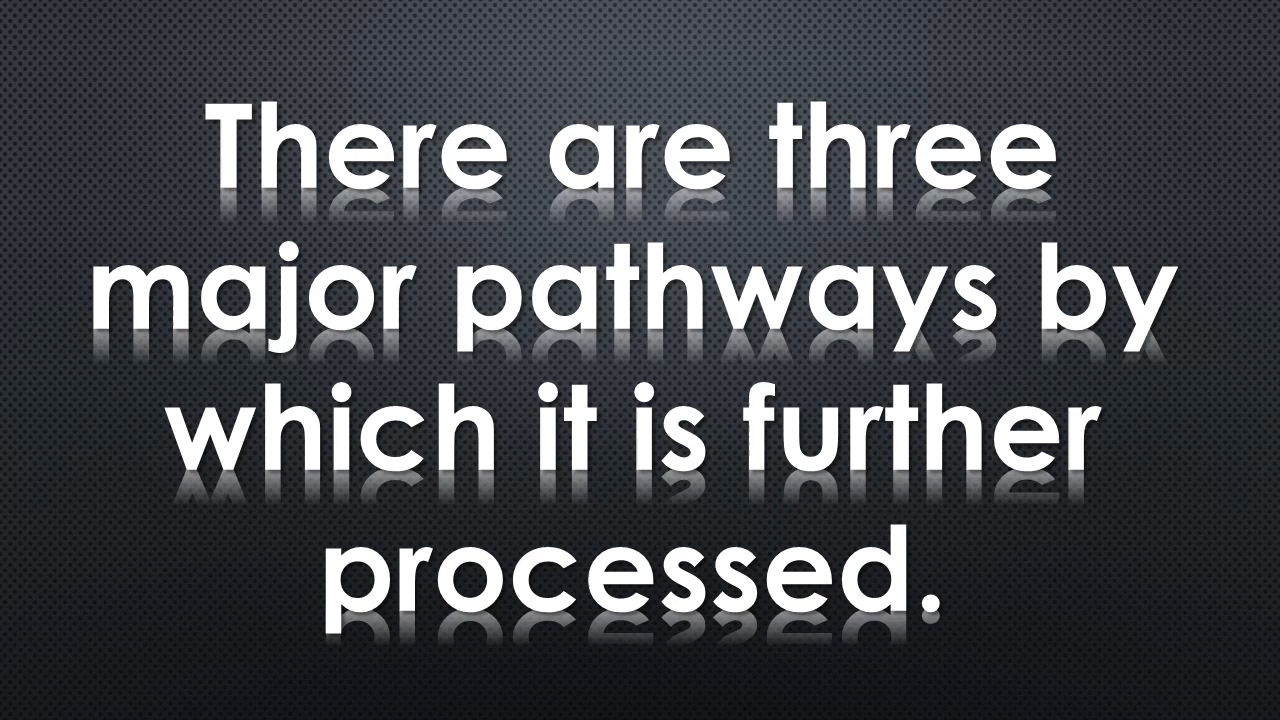 There are three
major pathways by
which it is further
processed.